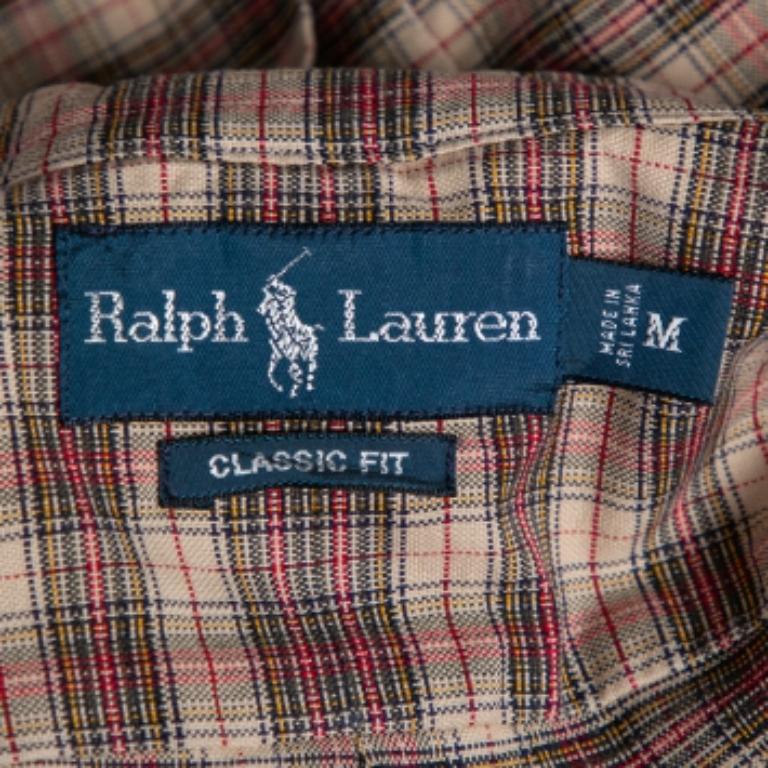 Ralph Lauren
MADE IN
SRI LANKA
M
CLASSIC FIT